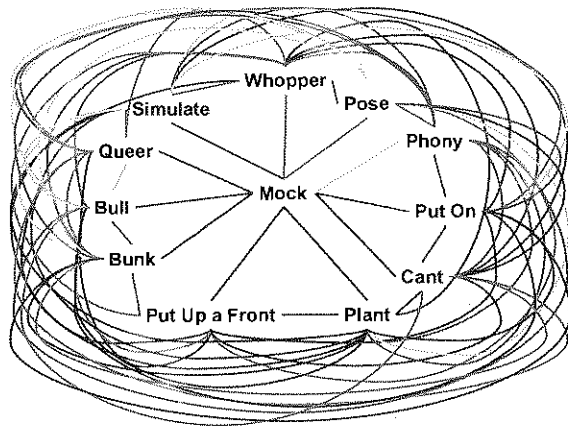 Whopper
Simulate
Pose
Queer
Phony
Mock
Bull
Put On
Bunk
Cant
Put Up a Front
Plant